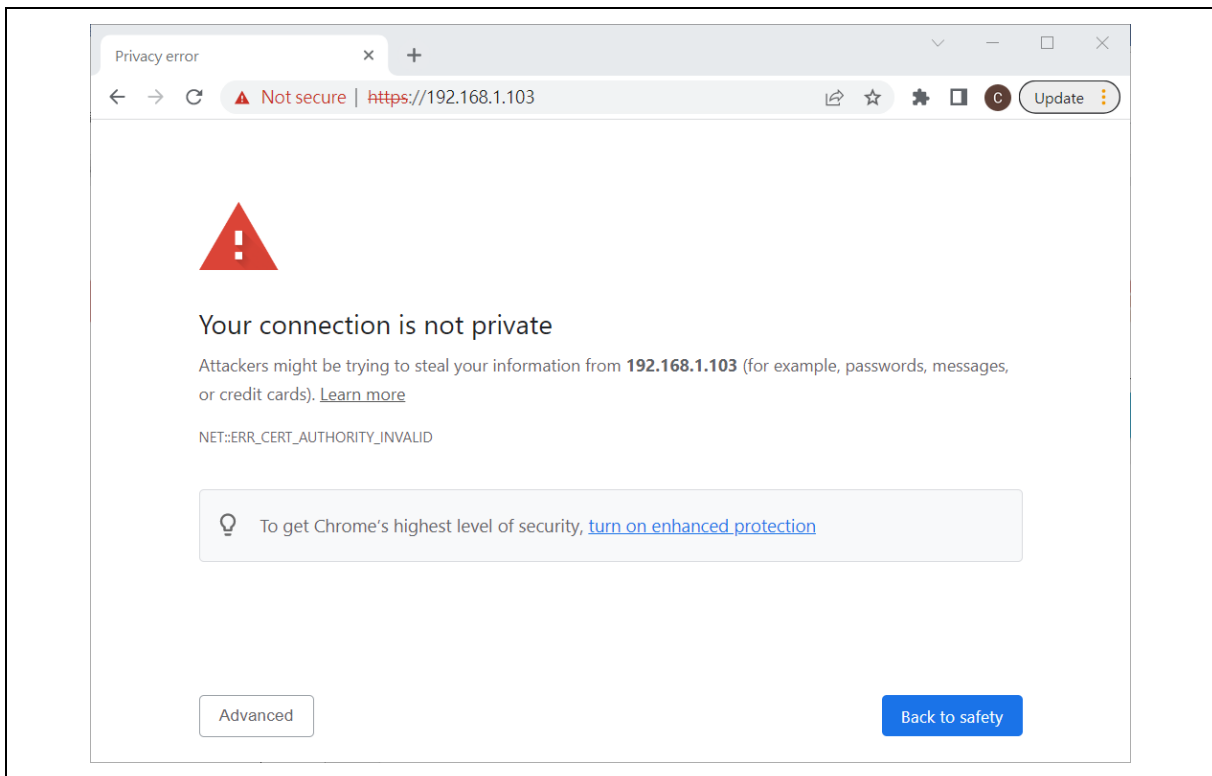 Privacy error
Not secure | https://192.168.1.103
C
Update
!
Your connection is not private
Attackers might be trying to steal your information from 192.168.1.103 (for example, passwords, messages,
or credit cards). Learn more
NET::ERR_CERT_AUTHORITY_INVALID
To get Chrome's highest level of security, turn on enhanced protection
Advanced
Back to safety